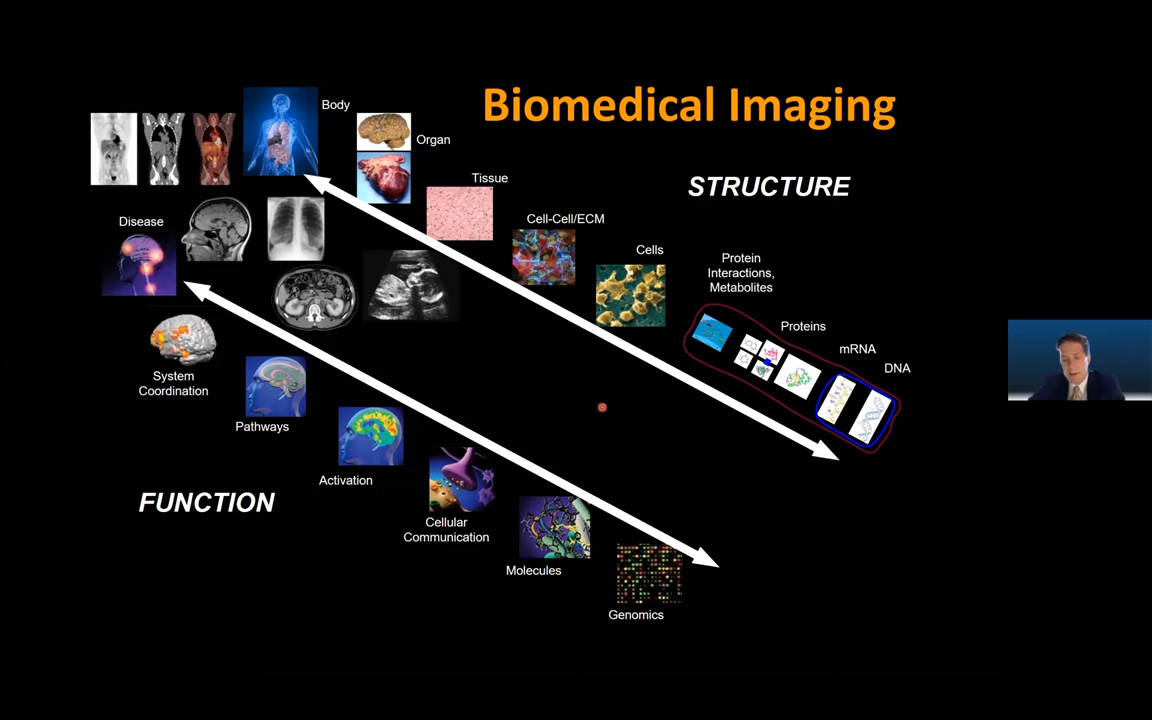 Biomedical Imaging
STRUCTURE
Body
Organ
Tissue
Cell-Cell/ECM
Cells
Protein
Interactions,
Metabolites
Proteins
mRNA
DNA
Disease
System
Coordination
Pathways
Activation
Cellular
Communication
Molecules
Genomics
FUNCTION